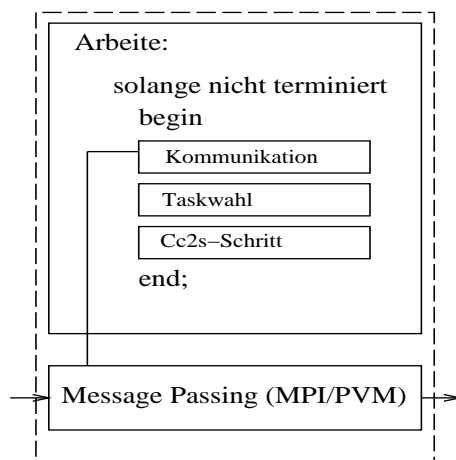 Arbeite:
solange nicht terminiert
begin
Kommunikation
Taskwahl
Cc2s−Schritt
end;
Message Passing (MPI/PVM)